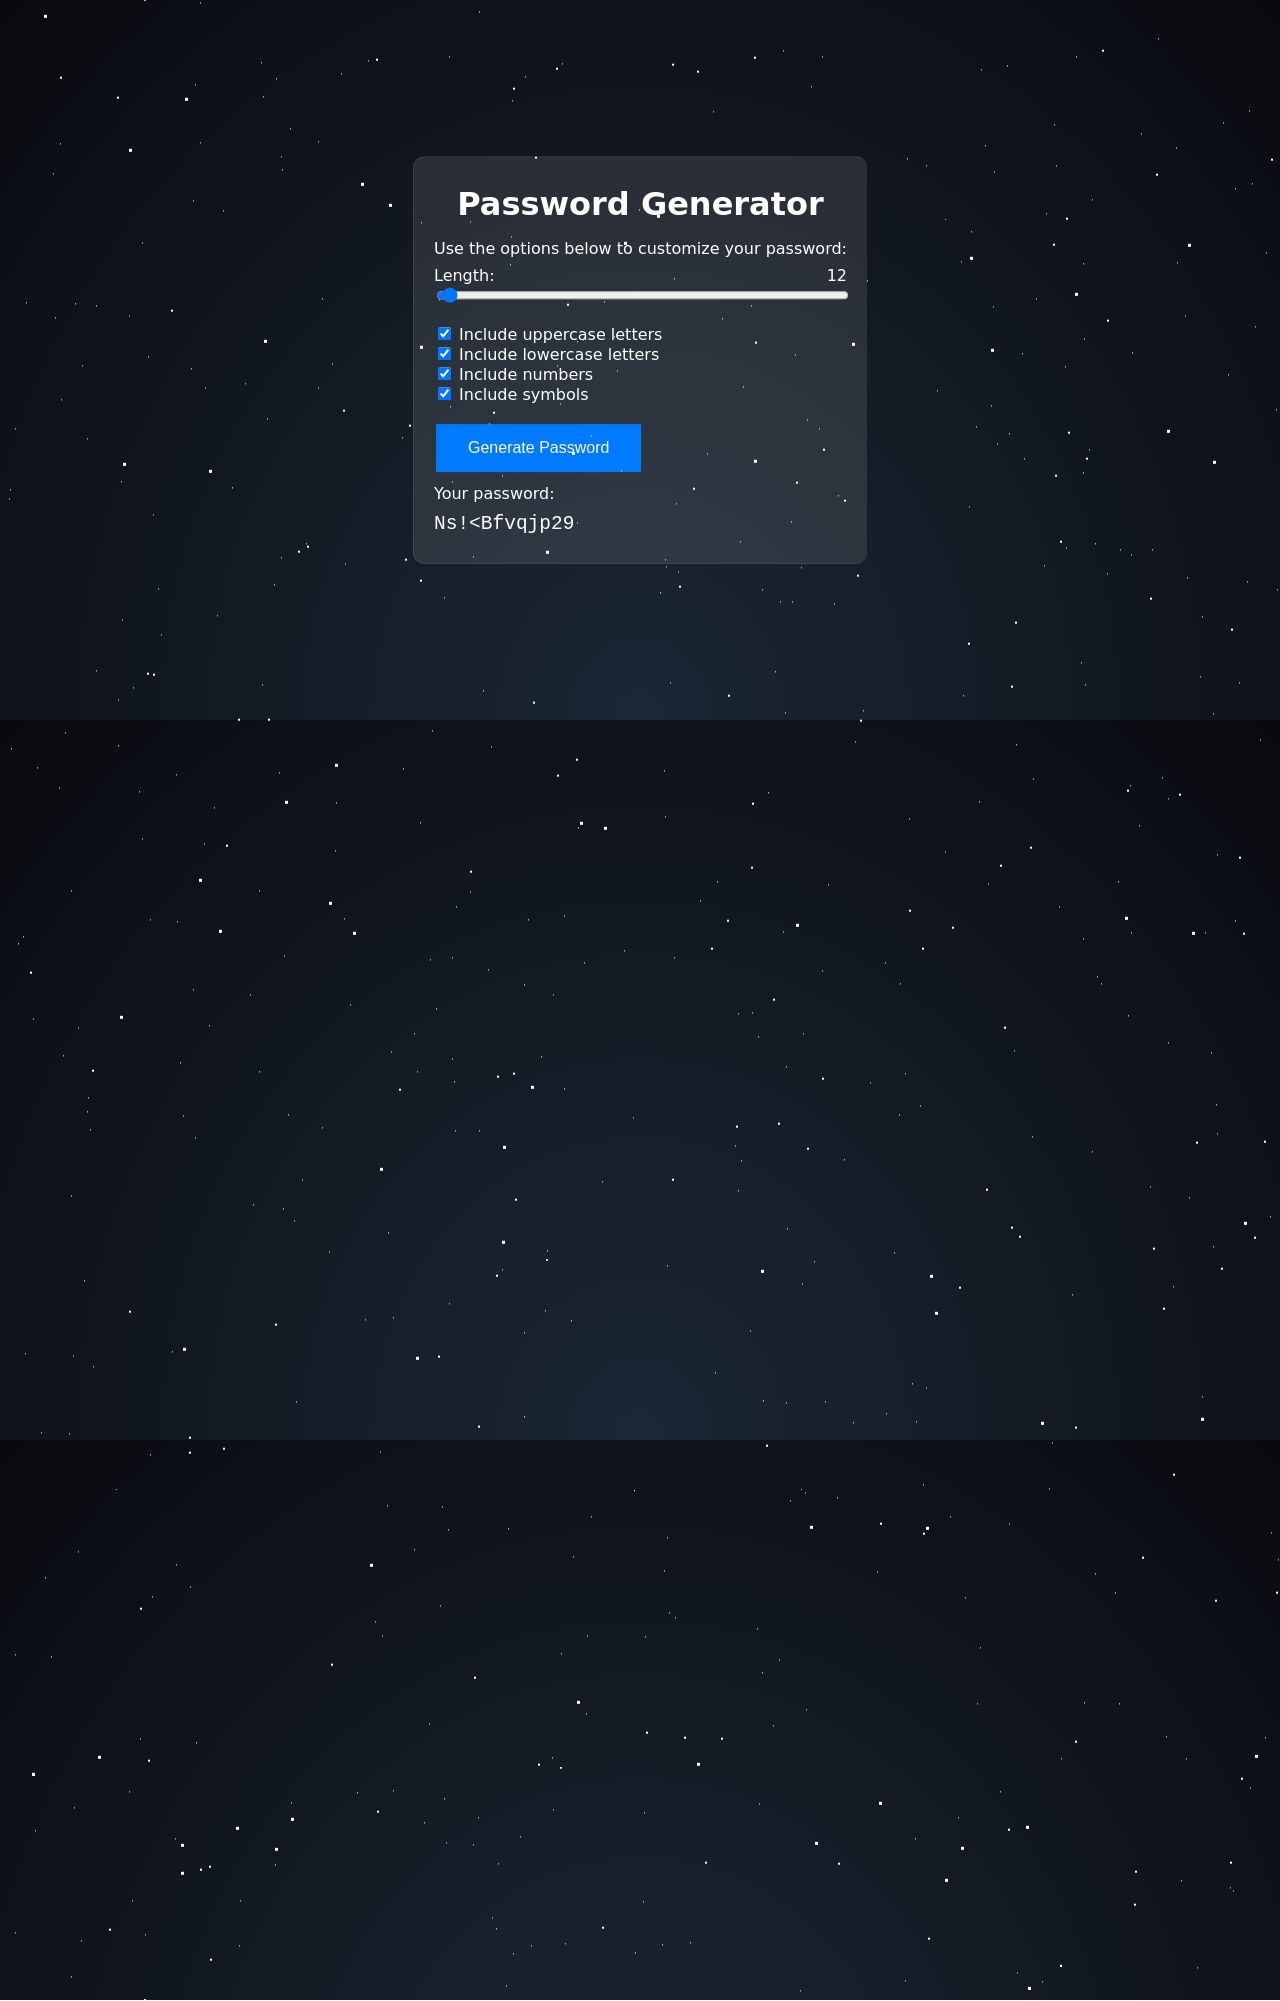 Password Generator
Use the options below to customize your password:
Length: 12
Include uppercase letters
Include lowercase letters
Include numbers
Include symbols
Generate Password
Your password:
Ns!<Bfvqjp29